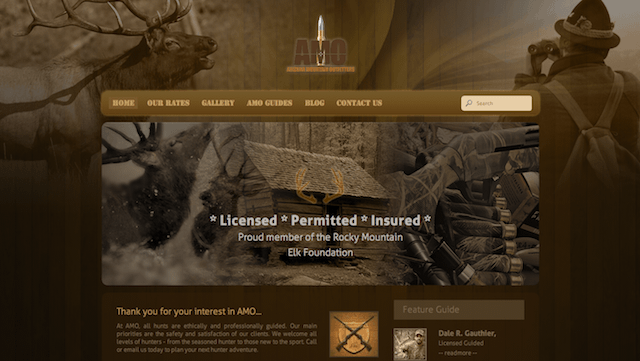 AMO
HOME OUR RATES GALLERY AMO GUIDES BLOG CONTACT US Search
* Licensed * Permitted * Insured *
Proud member of the Rocky Mountain
Elk Foundation
Thank you for your interest in AMO...
At AMO, all hunts are ethically and professionally guided. Our main
priorities are the safety and satisfaction of our clients. We welcome all
levels of hunters - from the seasoned hunter to those new to the sport. Call
or email us today to plan your next hunter adventure.
Feature Guide
Dale R. Gauthier,
Licensed Guided
-- readmore --